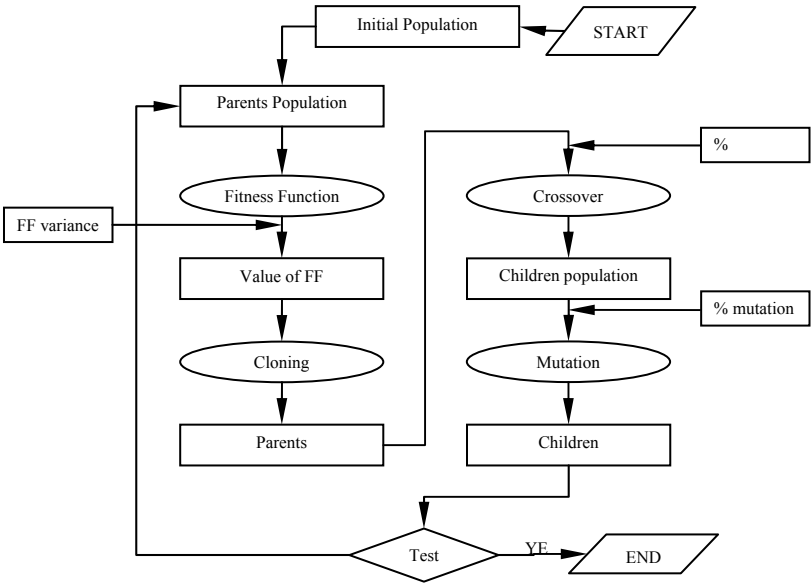 Initial Population
START
Parents Population
%
Fitness Function
Crossover
FF variance
Value of FF
Children population
% mutation
Cloning
Mutation
Parents
Children
Test
YE
END